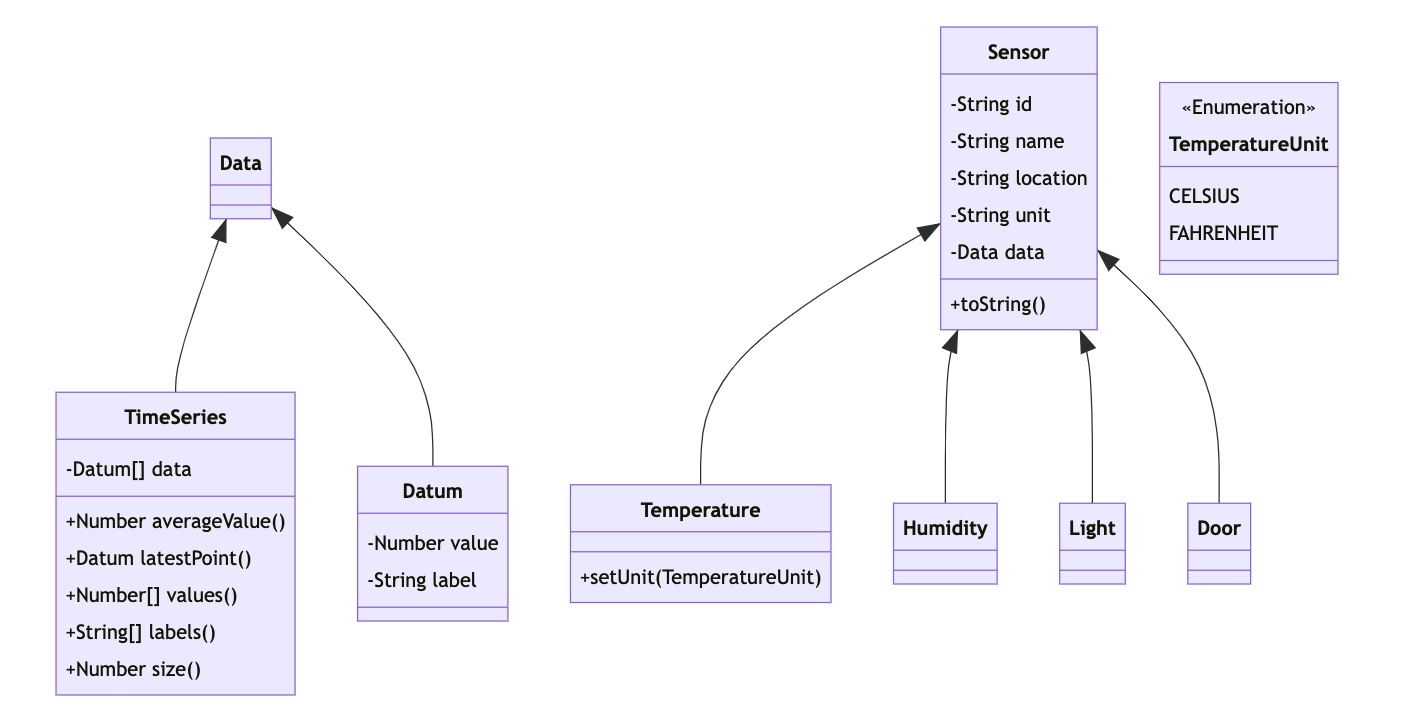 Data
TimeSeries
-Datum[] data
+Number averageValue()
+Datum latestPoint()
+Number[] values()
+String[] labels()
+Number size()
Datum
-Number value
-String label
Sensor
-String id
-String name
-String location
-String unit
-Data data
+toString()
«Enumeration»
TemperatureUnit
CELSIUS
FAHRENHEIT
Temperature
+setUnit(TemperatureUnit)
Humidity
Light
Door